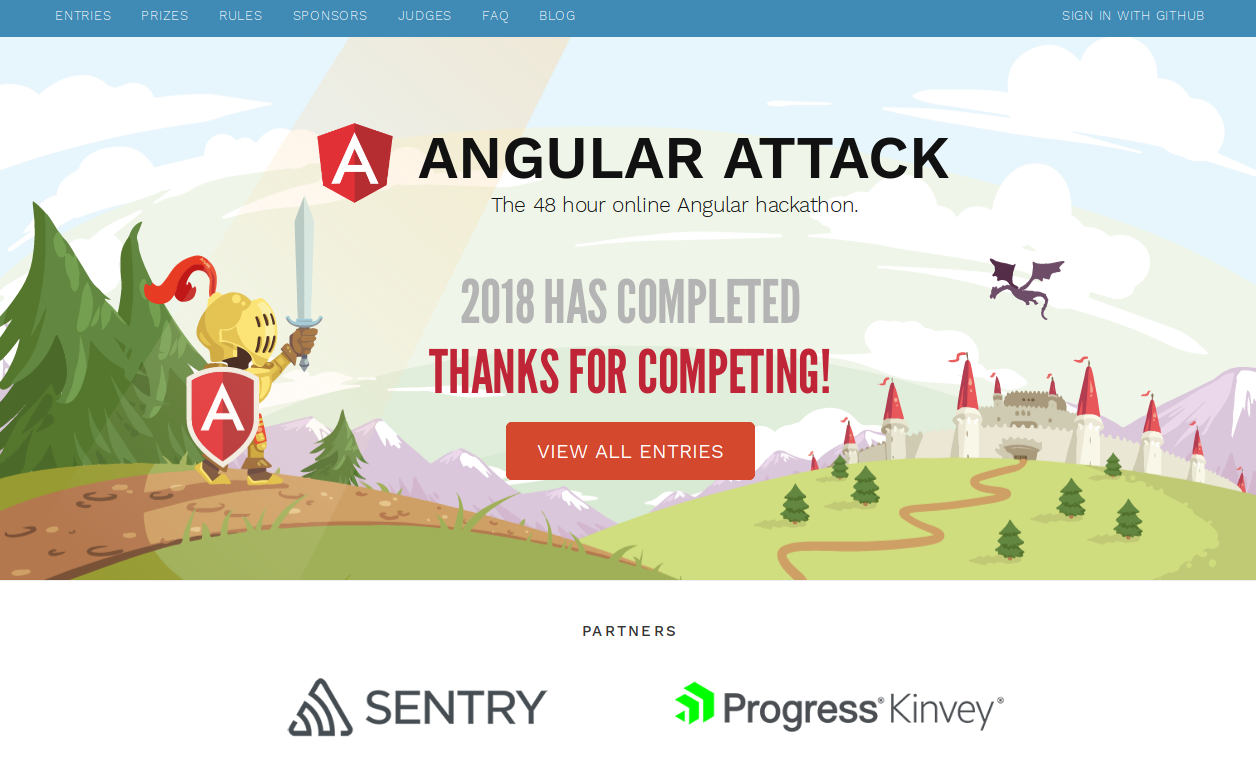 ENTRIES PRIZES RULES SPONSORS JUDGES FAQ BLOG SIGN IN WITH GITHUB
ANGULAR ATTACK
The 48 hour online Angular hackathon.
2018 HAS COMPLETED
THANKS FOR COMPETING!
VIEW ALL ENTRIES
PARTNERS
SENTRY
Progress® Kinvey®